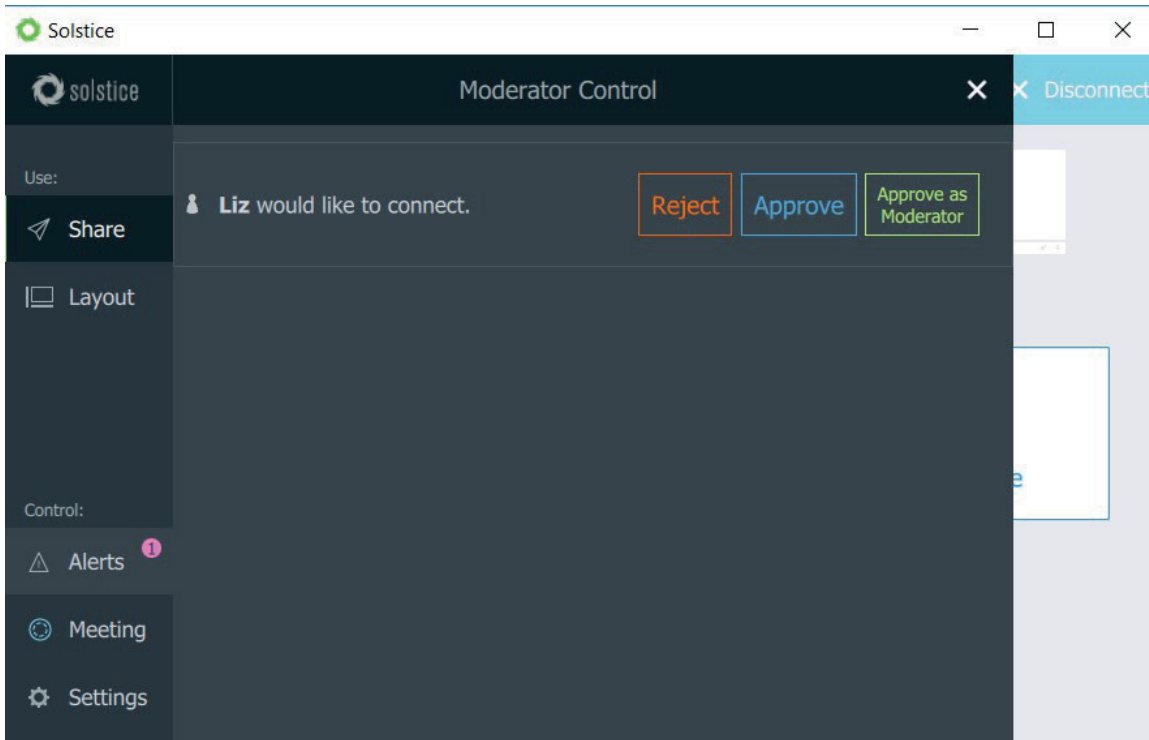 Solstice
solstice
Moderator Control
Disconnect
Use:
Liz would like to connect.
Reject
Approve
Approve as
Moderator
Share
Layout
Control:
Alerts
1
Meeting
Settings
e